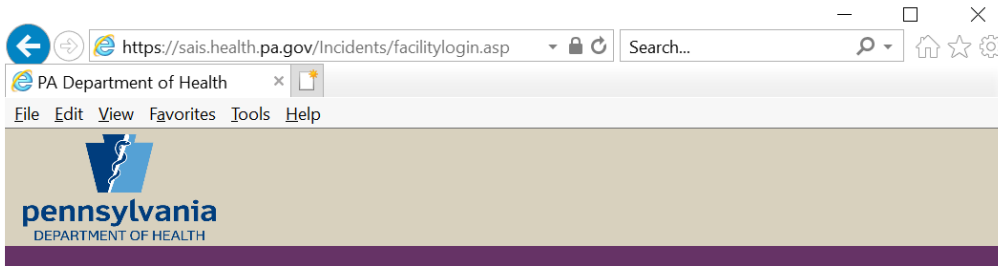 https://sais.health.pa.gov/Incidents/facilitylogin.asp Search...
PA Department of Health
File Edit View Favorites Tools Help
pennsylvania
DEPARTMENT OF HEALTH